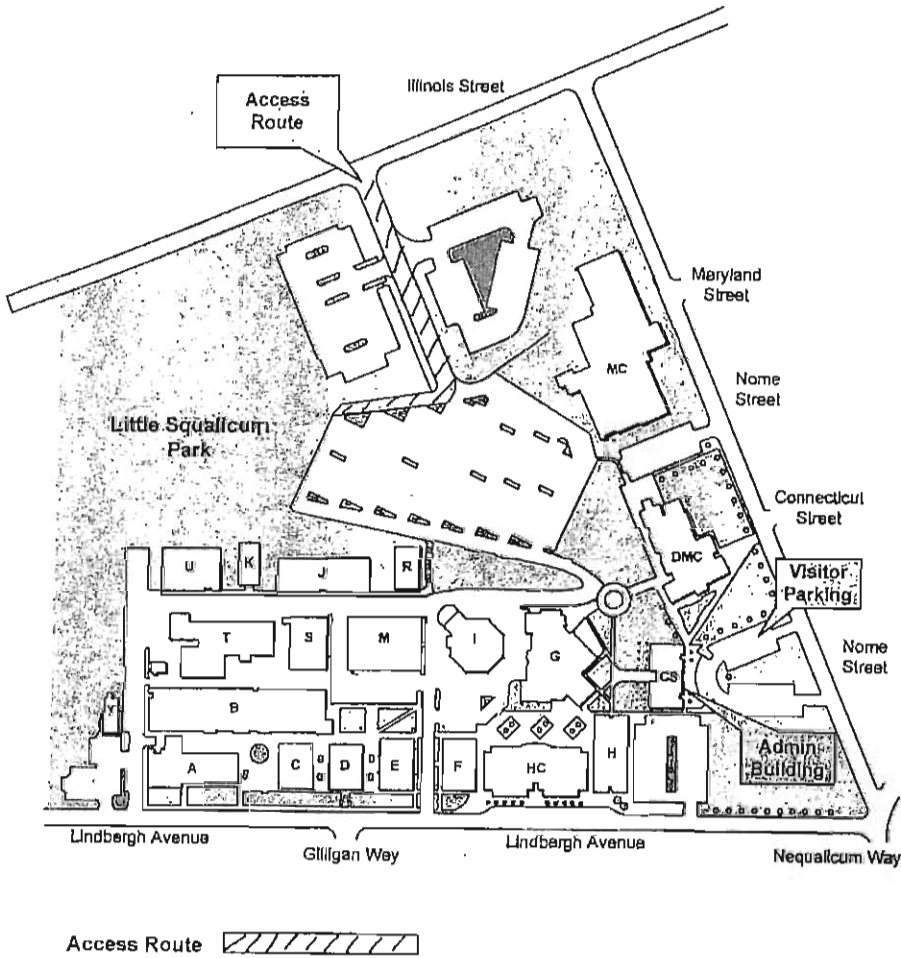 Illinois Street
Access
Route
Maryland
Street
MC
Nome
Street
Little Squalicum
Park
Connecticut
Street
DMC
Visitor
Parking
U
K
J
R
T
S
M
I
G
CS
Nome
Street
Y
B
A
C
D
E
F
HC
H
Admin
Building
Lindbergh Avenue
Gilligan Way
Lindbergh Avenue
Nequalicum Way
Access Route